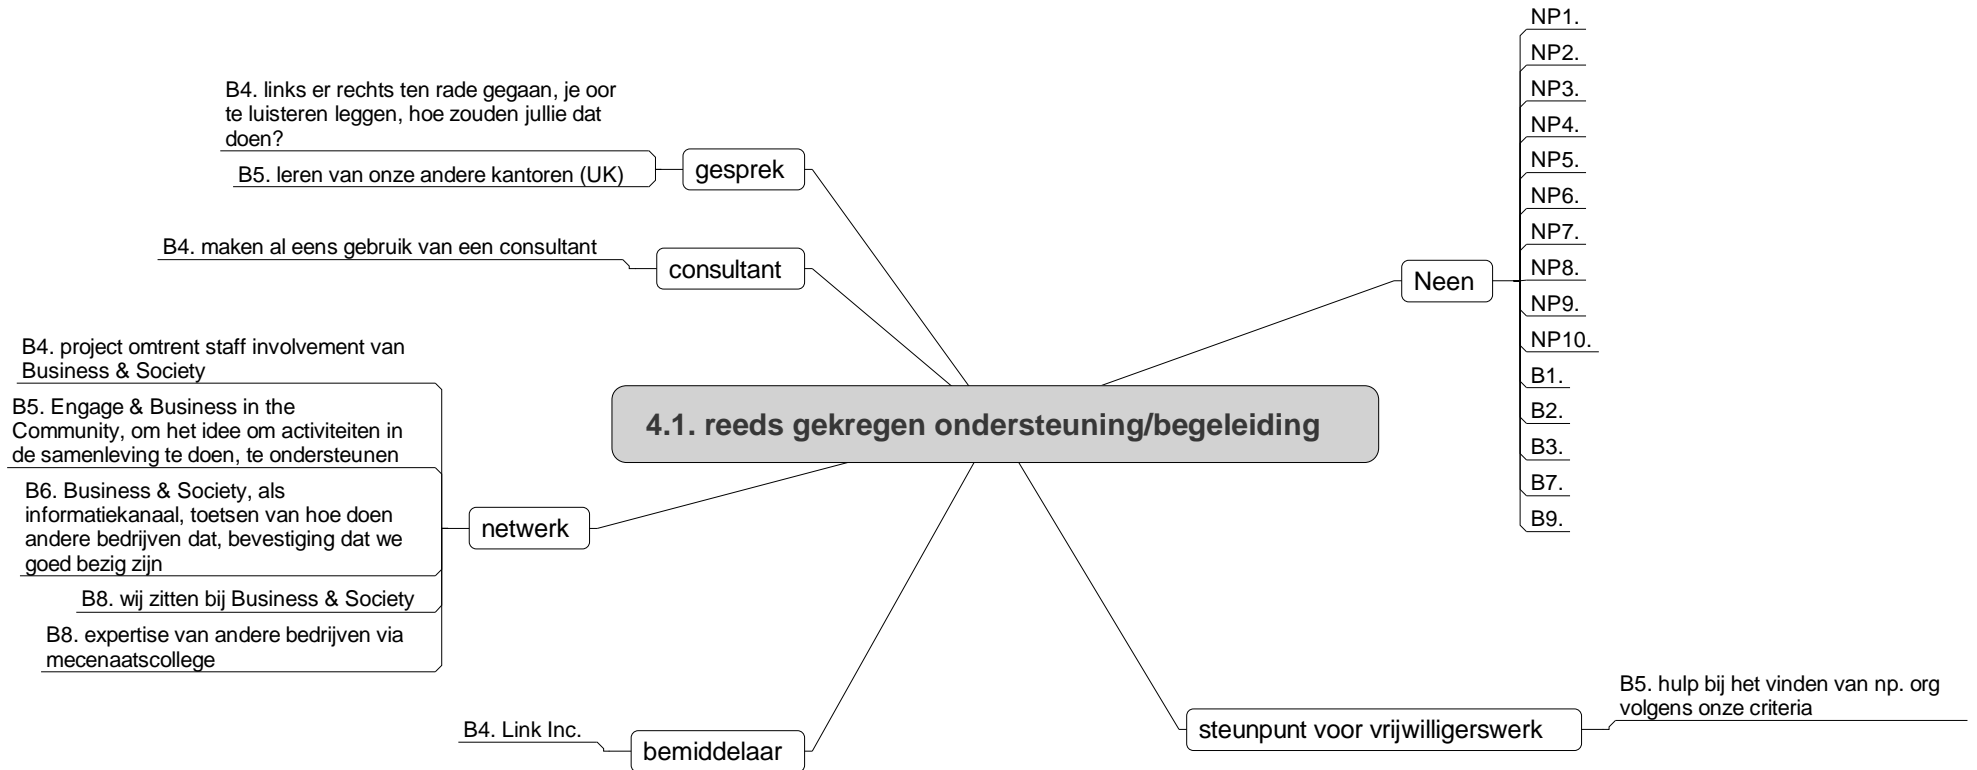 B4. links er rechts ten rade gegaan, je oor
te luisteren leggen, hoe zouden jullie dat
doen?
B5. leren van onze andere kantoren (UK)
gesprek
B4. maken al eens gebruik van een consultant
consultant
B4. project omtrent staff involvement van
Business & Society
B5. Engage & Business in the
Community, om het idee om activiteiten in
de samenleving te doen, te ondersteunen
B6. Business & Society, als
informatiekanaal, toetsen van hoe doen
andere bedrijven dat, bevestiging dat we
goed bezig zijn
B8. wij zitten bij Business & Society
B8. expertise van andere bedrijven via
mecenaatscollege
netwerk
B4. Link Inc.
bemiddelaar
4.1. reeds gekregen ondersteuning/begeleiding
Neen
NP1.
NP2.
NP3.
NP4.
NP5.
NP6.
NP7.
NP8.
NP9.
NP10.
B1.
B2.
B3.
B7.
B9.
steunpunt voor vrijwilligerswerk
B5. hulp bij het vinden van np. org
volgens onze criteria